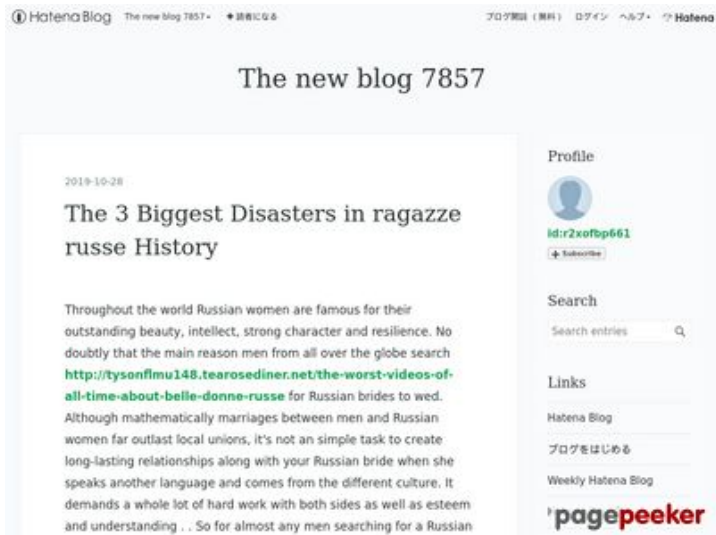 Hatena Blog The new blog 7857 ▾ ✚読者になる ブログ開設（無料） ログイン ヘルプ ▾ Hatena
The new blog 7857
2019-10-28
The 3 Biggest Disasters in ragazze
russe History
Throughout the world Russian women are famous for their
outstanding beauty, intellect, strong character and resilience. No
doubtly that the main reason men from all over the globe search
http://tysonflmu148.tearosediner.net/the-worst-videos-of-
all-time-about-belle-donne-russe for Russian brides to wed.
Although mathematically marriages between men and Russian
women far outlast local unions, it's not an simple task to create
long-lasting relationships along with your Russian bride when she
speaks another language and comes from the different culture. It
demands a whole lot of hard work with both sides as well as esteem
and understanding . . So for almost any men searching for a Russian
Profile
id:r2xofbp661
+ Subscribe
Search
Search entries
Links
Hatena Blog
ブログをはじめる
Weekly Hatena Blog
pagepeeker